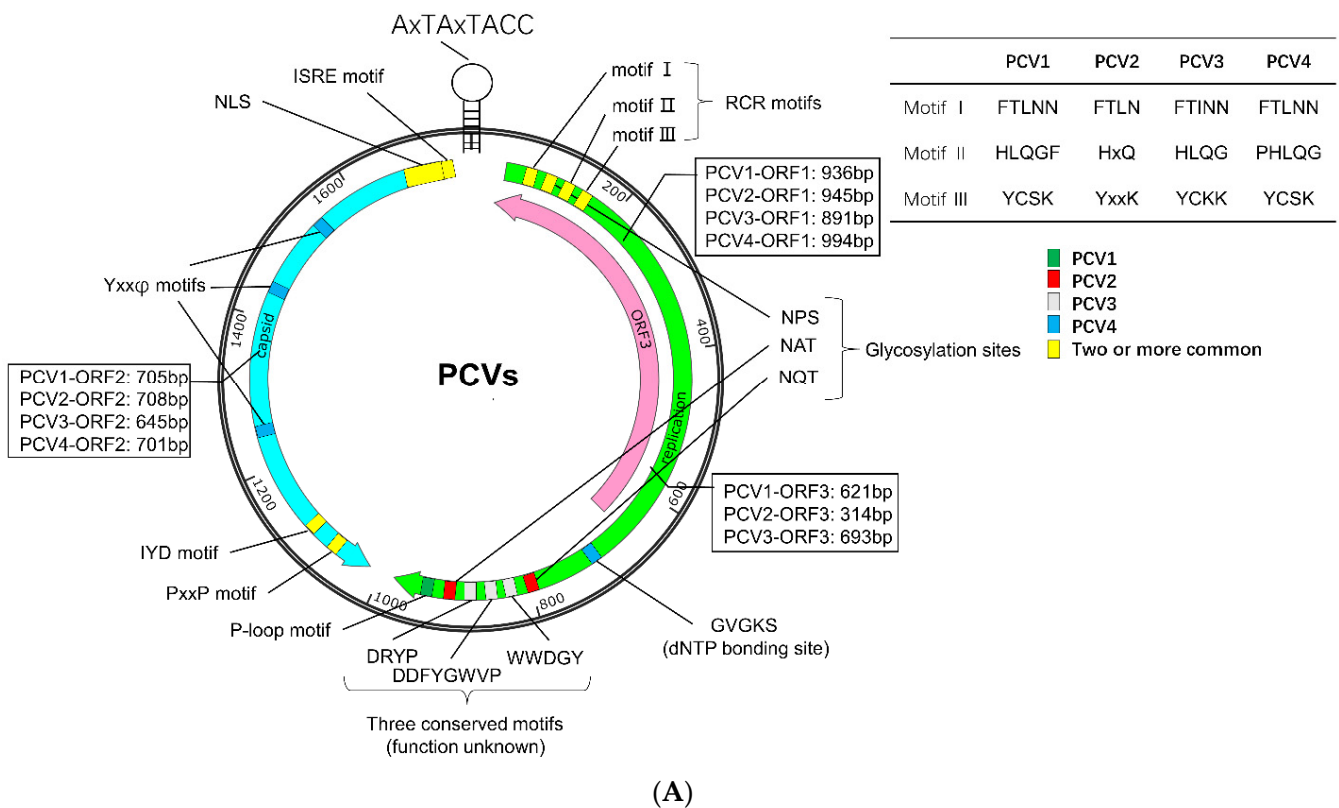 AxTAxTACC
ISRE motif
NLS
motif I
motif II
motif III
RCR motifs
PCV1-ORF1: 936bp
PCV2-ORF1: 945bp
PCV3-ORF1: 891bp
PCV4-ORF1: 994bp
PCV1 PCV2 PCV3 PCV4
Motif I FTLNN FTLN FTINN FTLNN
Motif II HLQGF HxQ HLQG PHLQG
Motif III YCSK YxxK YCKK YCSK
PCV1
PCV2
PCV3
PCV4
Two or more common
200
400
600
800
1000
1200
1400
1600
Yxxφ motifs
capsid
ORF3
replication
PCVs
NPS
NAT
NQT
Glycosylation sites
PCV1-ORF2: 705bp
PCV2-ORF2: 708bp
PCV3-ORF2: 645bp
PCV4-ORF2: 701bp
PCV1-ORF3: 621bp
PCV2-ORF3: 314bp
PCV3-ORF3: 693bp
IYD motif
PxxP motif
P-loop motif
DRYP
DDFYGWVP
WWDGY
GVGKS
(dNTP bonding site)
Three conserved motifs
(function unknown)
(A)